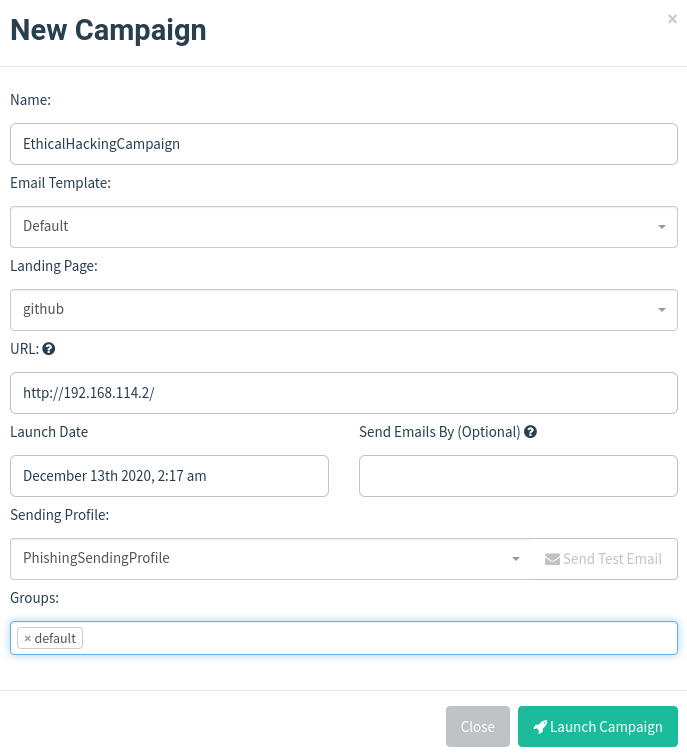 New Campaign
×
Name:
EthicalHackingCampaign
Email Template:
Default
Landing Page:
github
URL: ?
http://192.168.114.2/
Launch Date
Send Emails By (Optional) ?
December 13th 2020, 2:17 am
Sending Profile:
PhishingSendingProfile
Send Test Email
Groups:
× default
Close
Launch Campaign